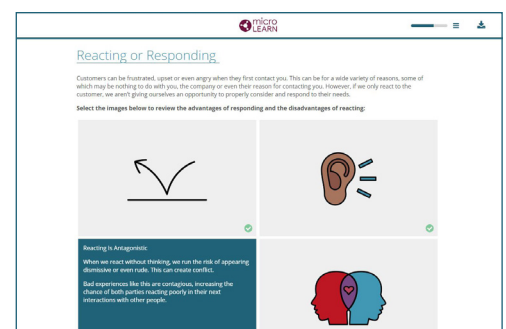 micro
LEARN
Reacting or Responding
Customers can be frustrated, upset or even angry when they first contact you. This can be for a wide variety of reasons, some of
which may be nothing to do with you, the company or even their reason for contacting you. However, if we only react to the
customer, we aren't giving ourselves an opportunity to properly consider and respond to their needs.
Select the images below to review the advantages of responding and the disadvantages of reacting:
Reacting Is Antagonistic
When we react without thinking, we run the risk of appearing
dismissive or even rude. This can create conflict.
Bad experiences like this are contagious, increasing the
chance of both parties reacting poorly in their next
interactions with other people.